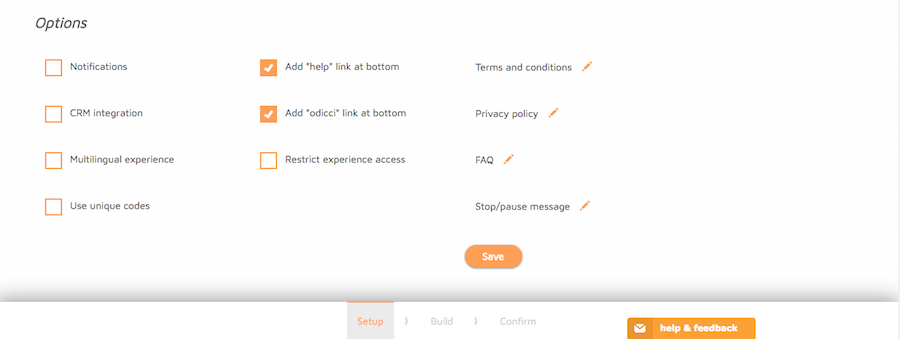 Options
Notifications
Add "help" link at bottom
Terms and conditions
CRM integration
Add "odicci" link at bottom
Privacy policy
Multilingual experience
Restrict experience access
FAQ
Use unique codes
Stop/pause message
Save
Setup
Build
Confirm
help & feedback